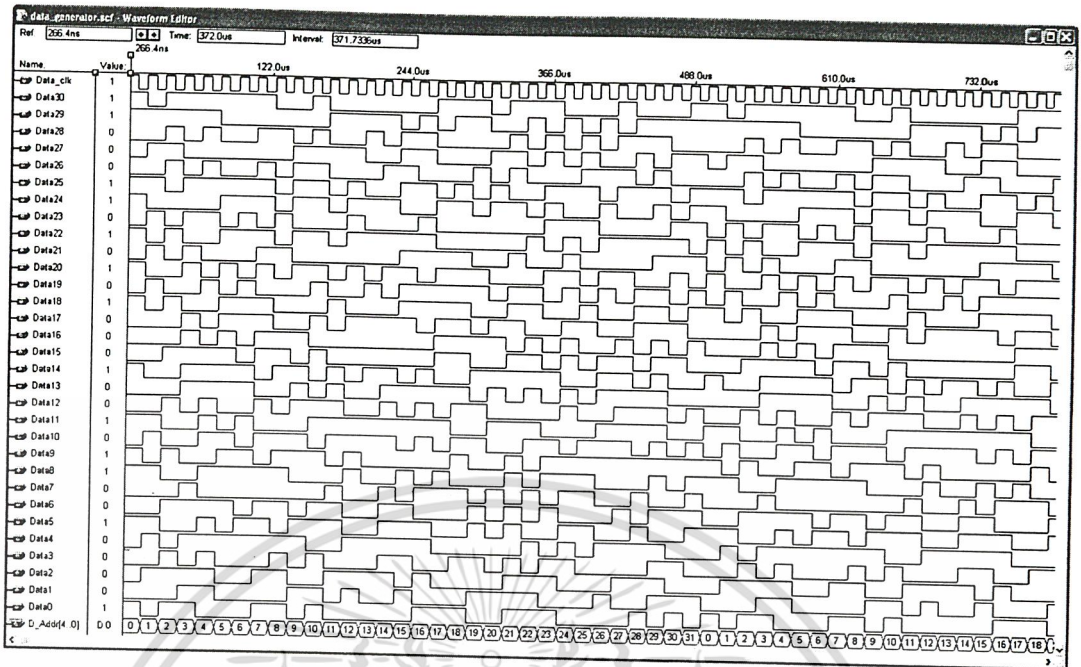 data_generator.scf - Waveform Editor
Ref: 266.4ns Time: 372.0us Interval: 371.7336us
266.4ns
Name: Value: 122.0us 244.0us 366.0us 488.0us 610.0us 732.0us
Data_clk 1
Data30 1
Data29 1
Data28 0
Data27 0
Data26 0
Data25 1
Data24 1
Data23 0
Data22 1
Data21 0
Data20 1
Data19 0
Data18 1
Data17 0
Data16 0
Data15 0
Data14 1
Data13 0
Data12 0
Data11 1
Data10 0
Data9 1
Data8 1
Data7 0
Data6 0
Data5 1
Data4 0
Data3 0
Data2 0
Data1 0
Data0 1
D_Addr[4..0] D 0 0 1 2 3 4 5 6 7 8 9 10 11 12 13 14 15 16 17 18 19 20 21 22 23 24 25 26 27 28 29 30 31 0 1 2 3 4 5 6 7 8 9 10 11 12 13 14 15 16 17 18